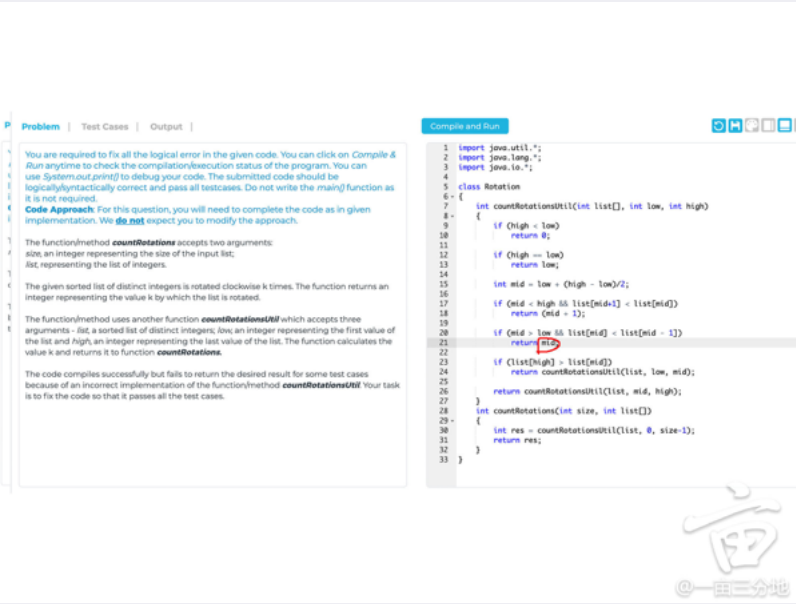 Problem | Test Cases | Output |
You are required to fix all the logical error in the given code. You can click on Compile &
Run anytime to check the compilation/execution status of the program. You can
use System.out.print() to debug your code. The submitted code should be
logically/syntactically correct and pass all testcases. Do not write the main() function as
it is not required.
Code Approach: For this question, you will need to complete the code as in given
implementation. We do not expect you to modify the approach.
The function/method countRotations accepts two arguments:
size, an integer representing the size of the input list;
list, representing the list of integers.
The given sorted list of distinct integers is rotated clockwise k times. The function returns an
integer representing the value k by which the list is rotated.
The function/method uses another function countRotationsUtil which accepts three
arguments - list, a sorted list of distinct integers; low, an integer representing the first value of
the list and high, an integer representing the last value of the list. The function calculates the
value k and returns it to function countRotations.
The code compiles successfully but fails to return the desired result for some test cases
because of an incorrect implementation of the function/method countRotationsUtil. Your task
is to fix the code so that it passes all the test cases.
Compile and Run
1 import java.util.*;
2 import java.lang.*;
3 import java.io.*;
4
5 class Rotation
6 {
7 int countRotationsUtil(int list[], int low, int high)
8 {
9 if (high < low)
10 return 0;
11
12 if (high == low)
13 return low;
14
15 int mid = low + (high - low)/2;
16
17 if (mid < high && list[mid+1] < list[mid])
18 return (mid + 1);
19
20 if (mid > low && list[mid] < list[mid - 1])
21 return mid;
22
23 if (list[high] > list[mid])
24 return countRotationsUtil(list, low, mid);
25
26 return countRotationsUtil(list, mid, high);
27 }
28 int countRotations(int size, int list[])
29 {
30 int res = countRotationsUtil(list, 0, size-1);
31 return res;
32 }
33 }
亩
@一亩三分地